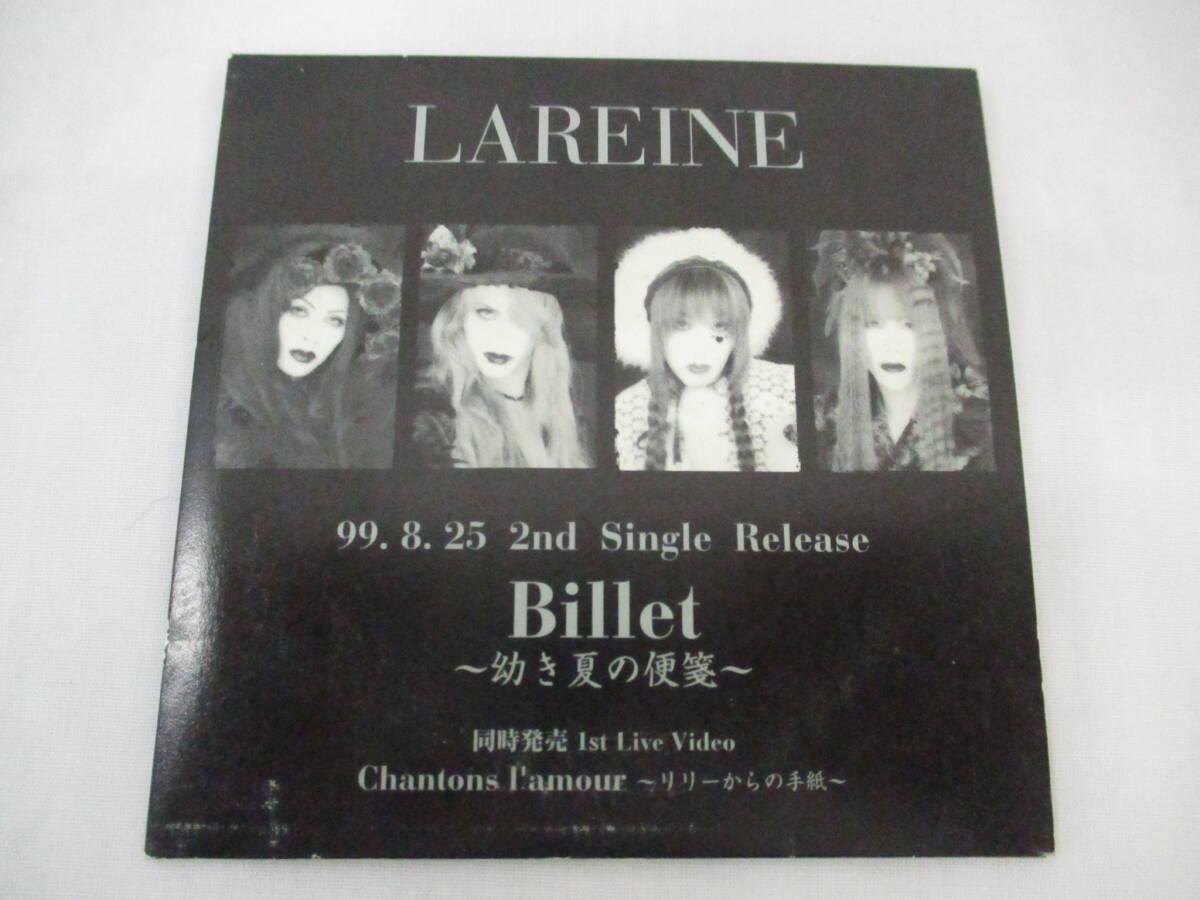 LAREINE
99. 8. 25 2nd Single Release
Billet
～幼き夏の便箋～
同時発売 1st Live Video
Chantons l'amour ～リリーからの手紙～